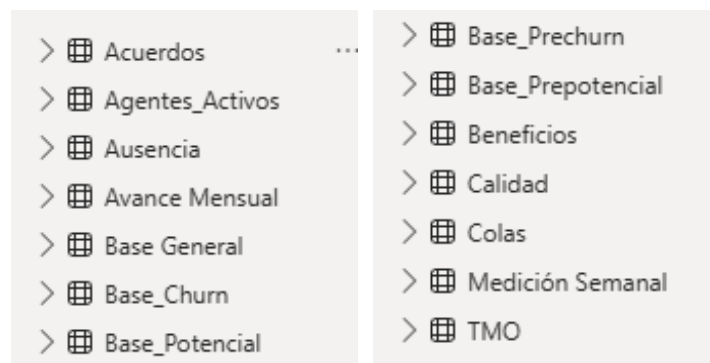 Acuerdos
Agentes_Activos
Ausencia
Avance Mensual
Base General
Base_Churn
Base_Potencial
Base_Prechurn
Base_Prepotencial
Beneficios
Calidad
Colas
Medición Semanal
TMO